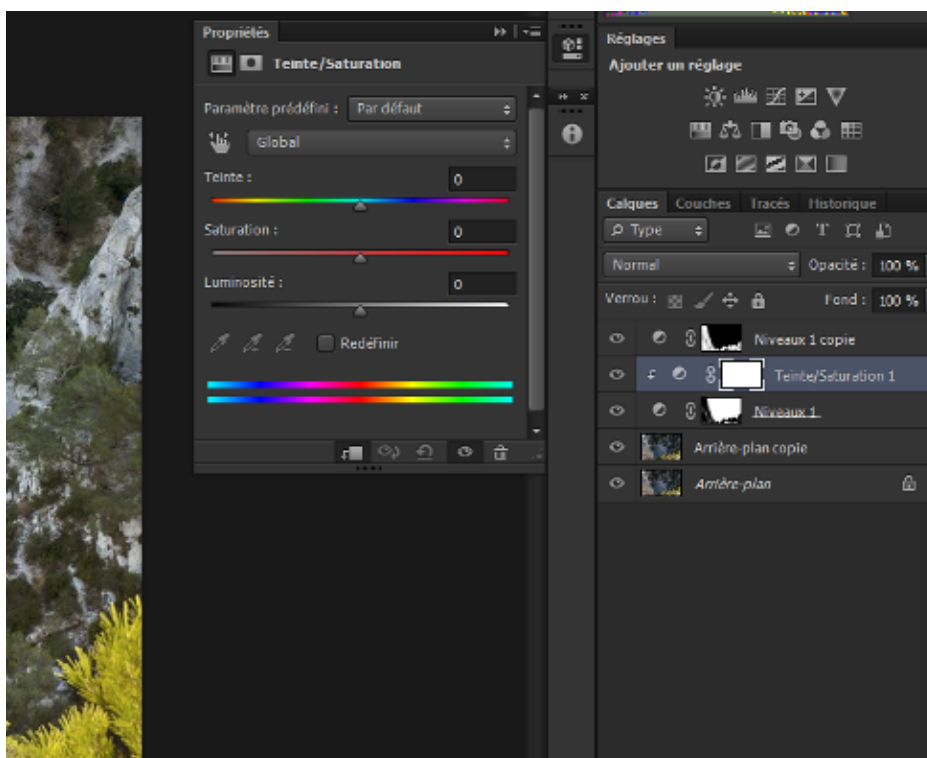 Propriétés
Teinte/Saturation
Paramètre prédéfini : Par défaut
Global
Teinte : 0
Saturation : 0
Luminosité : 0
Redéfinir
Réglages
Ajouter un réglage
Calques Couches Tracés Historique
Type
T
Normal Opacité : 100 %
Verrou : Fond : 100 %
Niveaux 1 copie
Teinte/Saturation 1
Niveaux 1
Arrière-plan copie
Arrière-plan